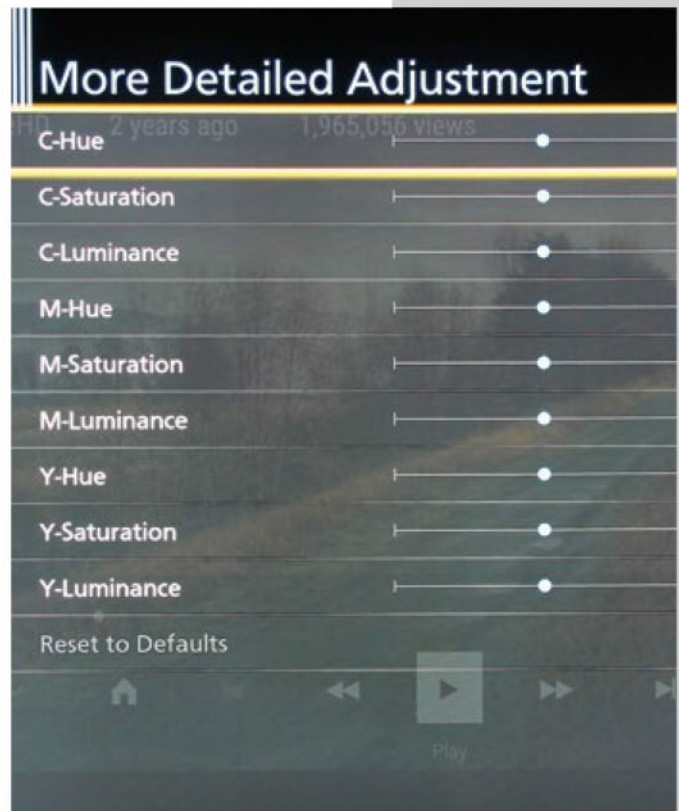 More Detailed Adjustment
2 years ago 1,965,056 views
C-Hue
C-Saturation
C-Luminance
M-Hue
M-Saturation
M-Luminance
Y-Hue
Y-Saturation
Y-Luminance
Reset to Defaults
Play